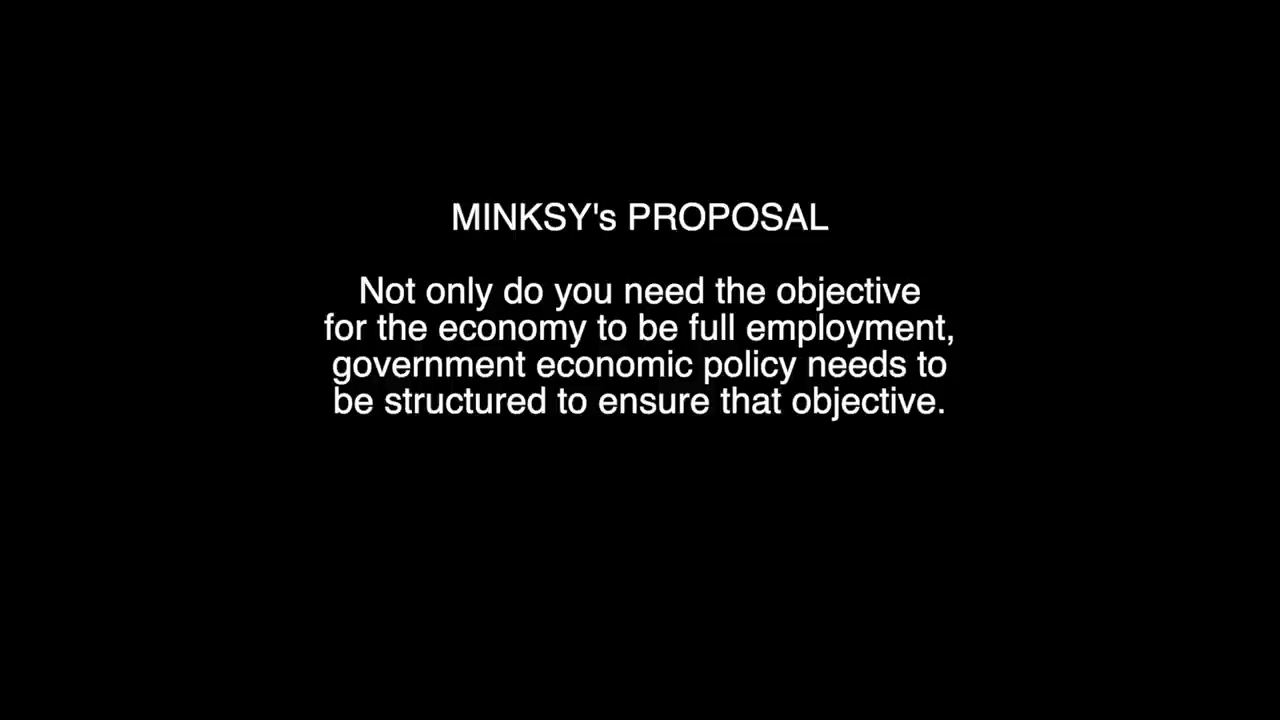 MINKSY's PROPOSAL
Not only do you need the objective
for the economy to be full employment,
government economic policy needs to
be structured to ensure that objective.